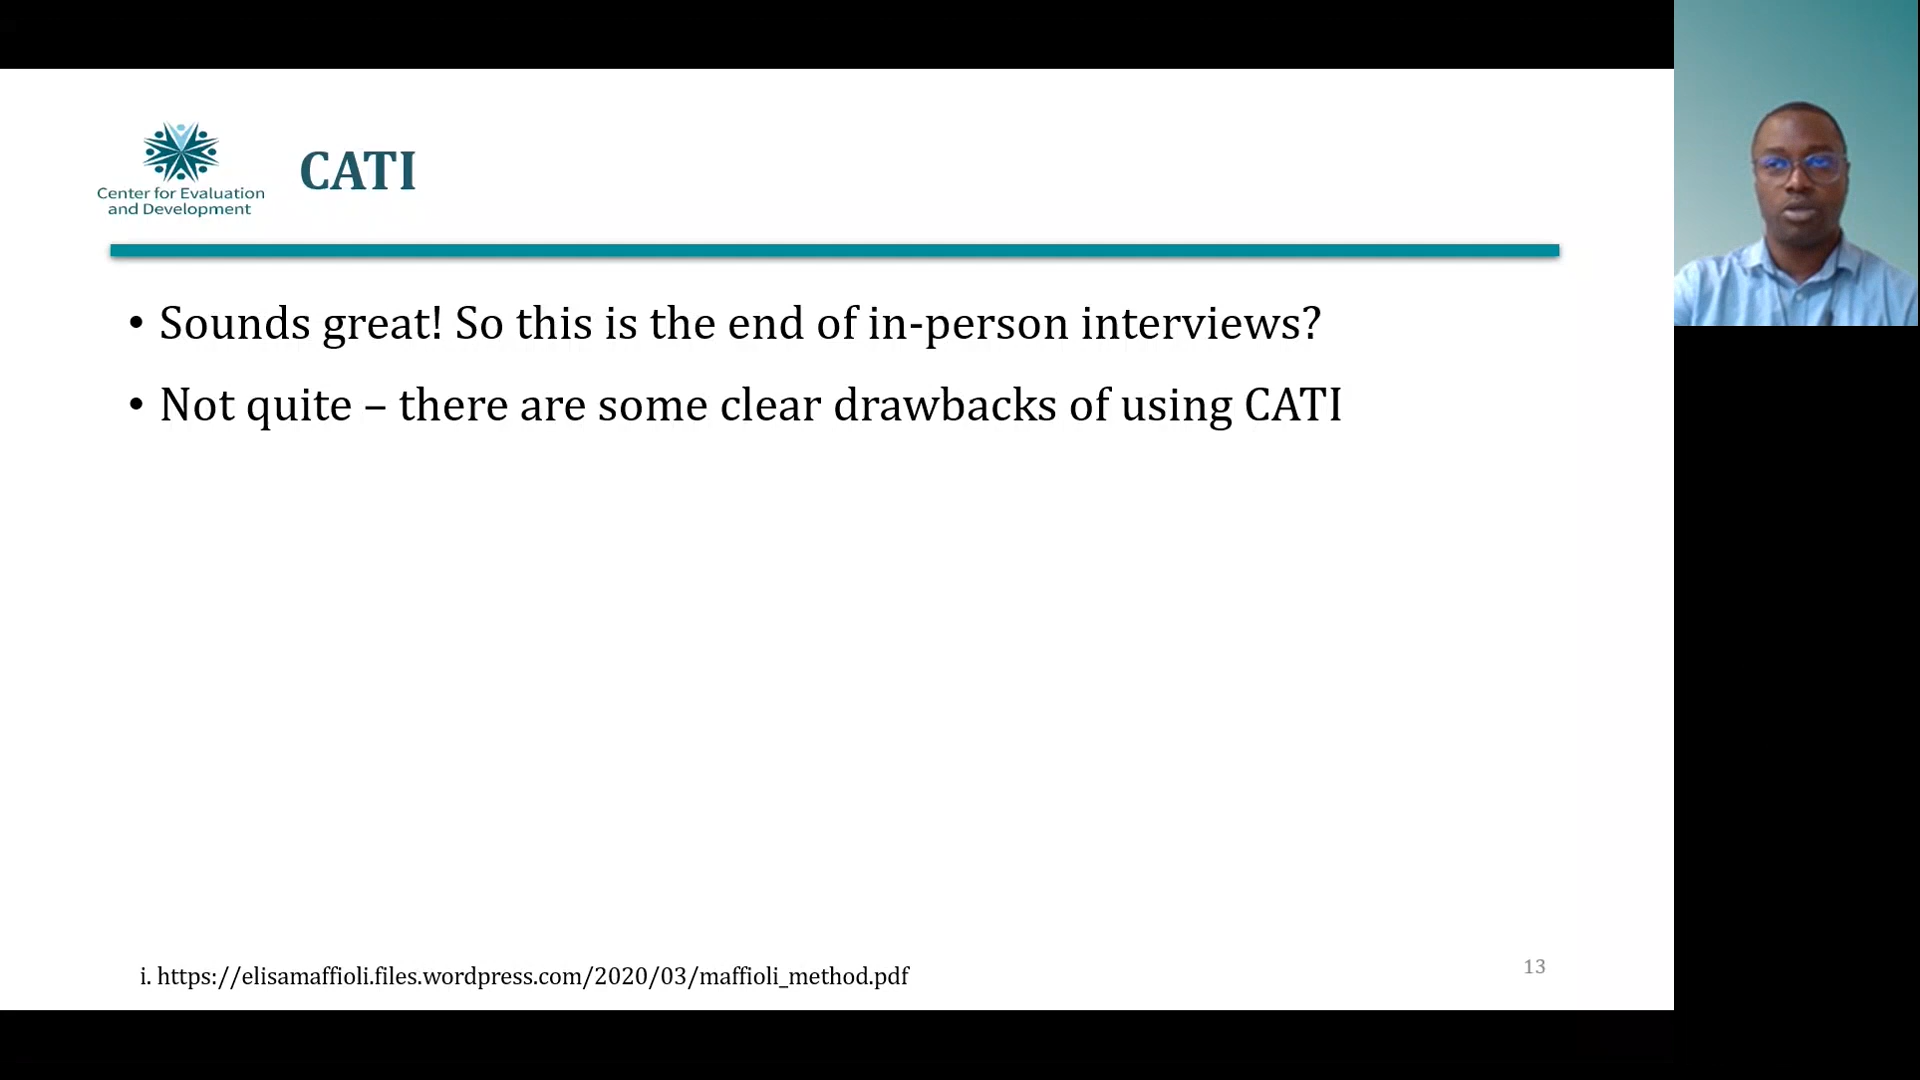 Center for Evaluation
and Development
CATI
• Sounds great! So this is the end of in-person interviews?
• Not quite – there are some clear drawbacks of using CATI
i. https://elisamaffioli.files.wordpress.com/2020/03/maffioli_method.pdf
13